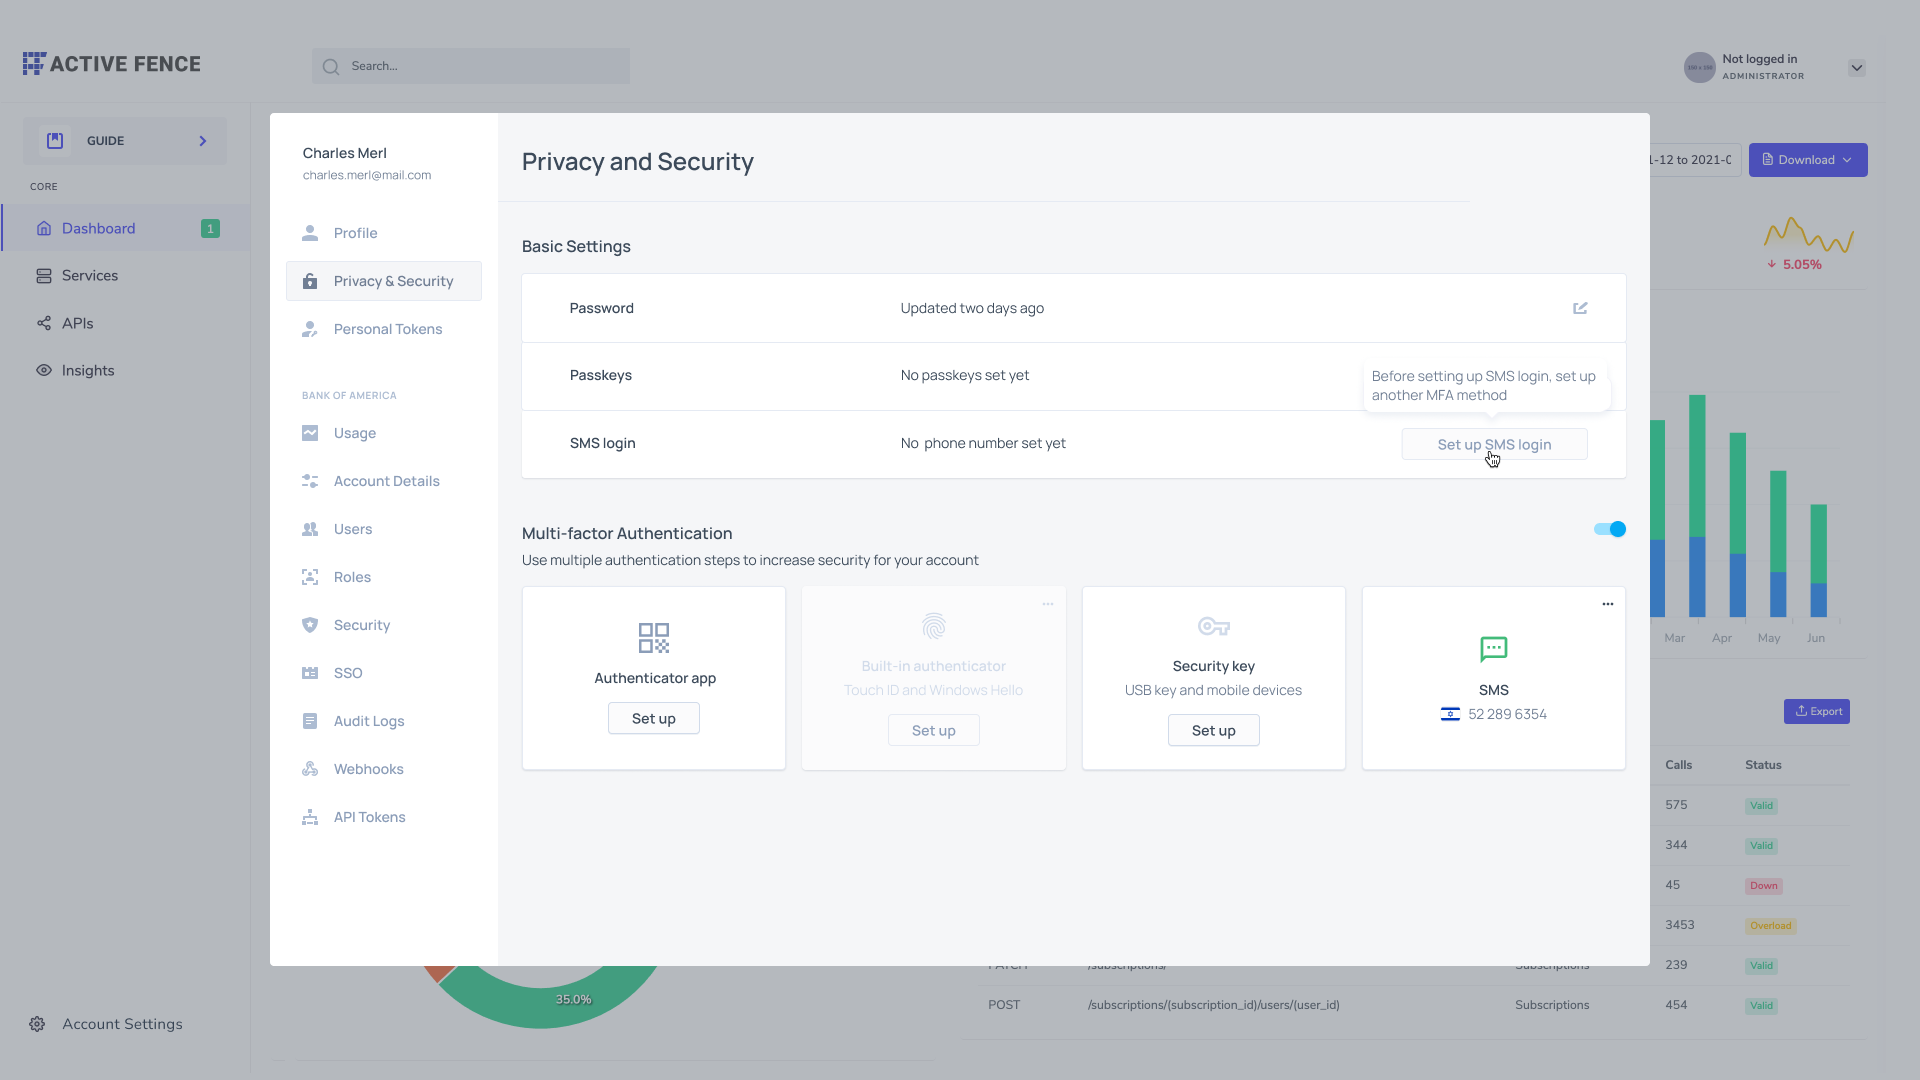 ACTIVE FENCE
Search...
Not logged in
ADMINISTRATOR
GUIDE
CORE
Dashboard
1
Services
APIs
Insights
Account Settings
Charles Merl
charles.merl@mail.com
Profile
Privacy & Security
Personal Tokens
BANK OF AMERICA
Usage
Account Details
Users
Roles
Security
SSO
Audit Logs
Webhooks
API Tokens
Privacy and Security
Basic Settings
Password
Updated two days ago
Passkeys
No passkeys set yet
Before setting up SMS login, set up
another MFA method
SMS login
No phone number set yet
Set up SMS login
Multi-factor Authentication
Use multiple authentication steps to increase security for your account
Authenticator app
Set up
Built-in authenticator
Touch ID and Windows Hello
Set up
Security key
USB key and mobile devices
Set up
SMS
52 289 6354
-12 to 2021-0
Download
5.05%
Mar Apr May Jun
Export
Calls Status
575 Valid
344 Valid
45 Down
3453 Overload
PATCH /subscriptions/ Subscriptions 239 Valid
POST /subscriptions/(subscription_id)/users/(user_id) Subscriptions 454 Valid
35.0%